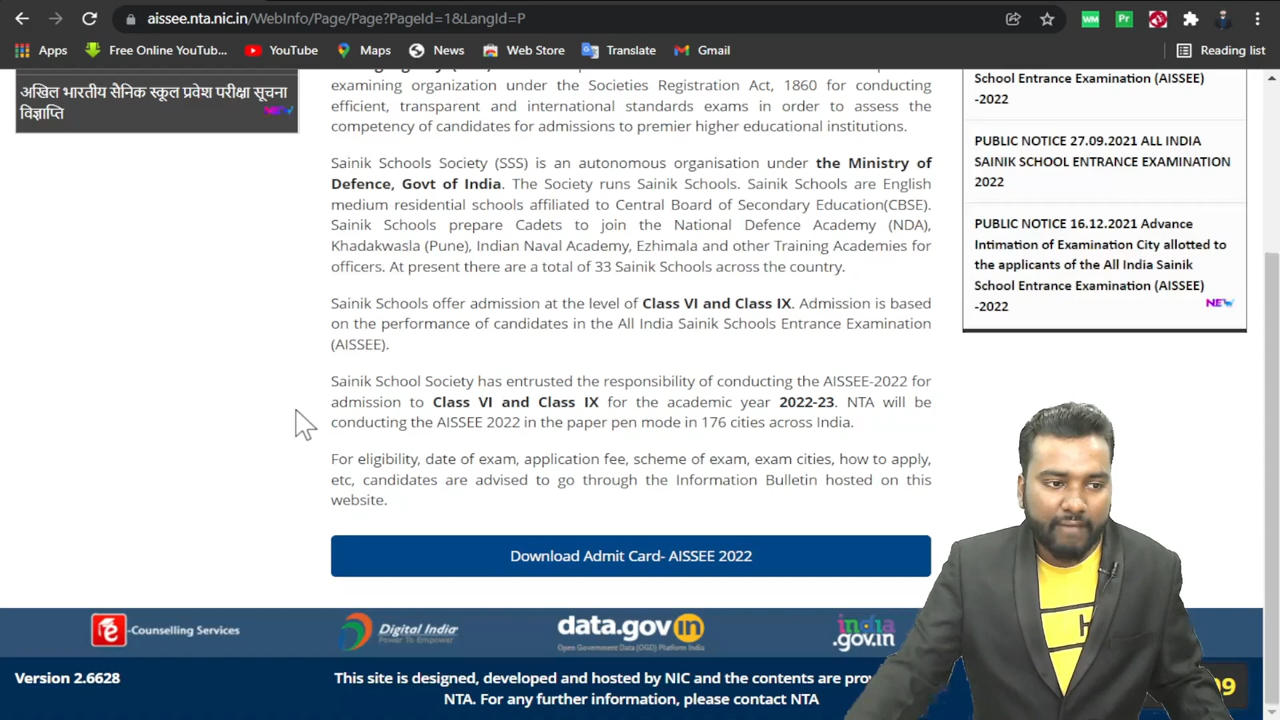 aissee.nta.nic.in/WebInfo/Page/Page?PageId=1&LangId=P
Apps
Free Online YouTub...
YouTube
Maps
News
Web Store
Translate
Gmail
Reading list
अखिल भारतीय सैनिक स्कूल प्रवेश परीक्षा सूचना
विज्ञप्ति
NEW
examining organization under the Societies Registration Act, 1860 for conducting
efficient, transparent and international standards exams in order to assess the
competency of candidates for admissions to premier higher educational institutions.
Sainik Schools Society (SSS) is an autonomous organisation under the Ministry of
Defence, Govt of India. The Society runs Sainik Schools. Sainik Schools are English
medium residential schools affiliated to Central Board of Secondary Education(CBSE).
Sainik Schools prepare Cadets to join the National Defence Academy (NDA),
Khadakwasla (Pune), Indian Naval Academy, Ezhimala and other Training Academies for
officers. At present there are a total of 33 Sainik Schools across the country.
Sainik Schools offer admission at the level of Class VI and Class IX. Admission is based
on the performance of candidates in the All India Sainik Schools Entrance Examination
(AISSEE).
Sainik School Society has entrusted the responsibility of conducting the AISSEE-2022 for
admission to Class VI and Class IX for the academic year 2022-23. NTA will be
conducting the AISSEE 2022 in the paper pen mode in 176 cities across India.
For eligibility, date of exam, application fee, scheme of exam, exam cities, how to apply,
etc, candidates are advised to go through the Information Bulletin hosted on this
website.
Download Admit Card- AISSEE 2022
School Entrance Examination (AISSEE)
-2022
PUBLIC NOTICE 27.09.2021 ALL INDIA
SAINIK SCHOOL ENTRANCE EXAMINATION
2022
PUBLIC NOTICE 16.12.2021 Advance
Intimation of Examination City allotted to
the applicants of the All India Sainik
School Entrance Examination (AISSEE)
-2022
NEW
e-Counselling Services
Digital India
Power To Empower
data.gov.in
Open Government Data (OGD) Platform India
india.gov.in
Version 2.6628
This site is designed, developed and hosted by NIC and the contents are
NTA. For any further information, please contact NTA
09
WM
Pr